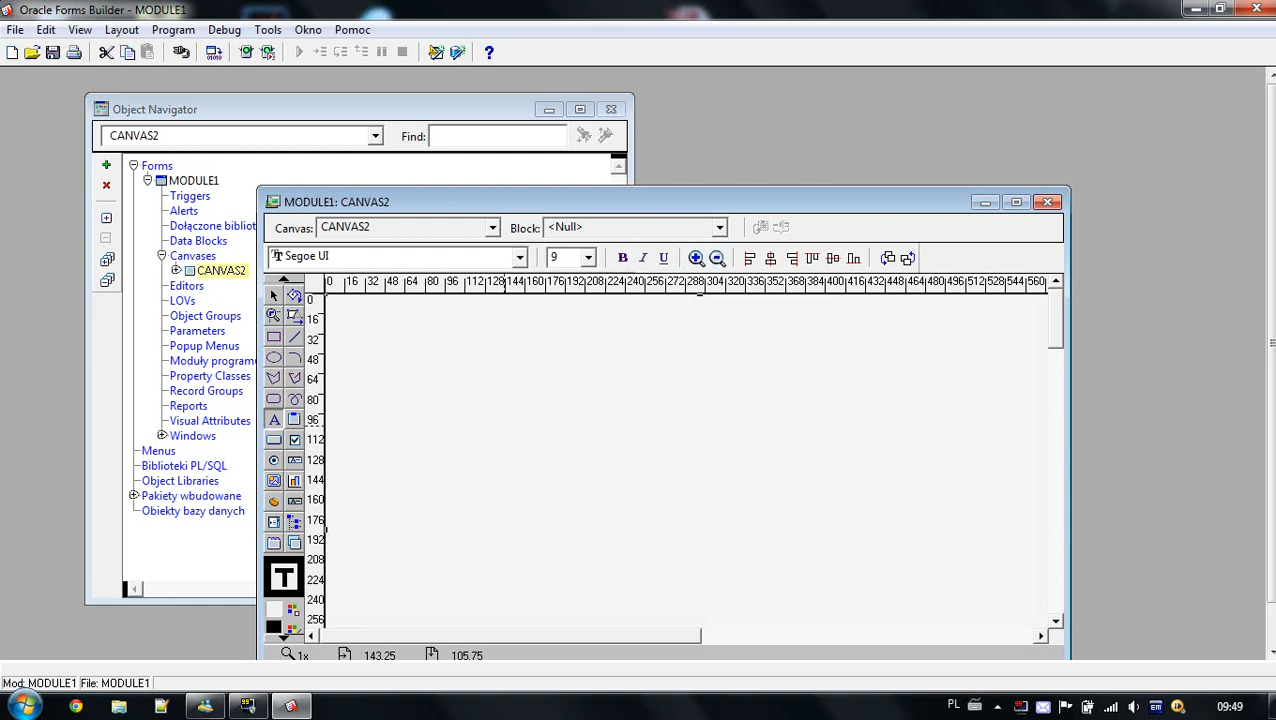 Oracle Forms Builder - MODULE1
File Edit View Layout Program Debug Tools Okno Pomoc
Object Navigator
CANVAS2 Find:
Forms
MODULE1
Triggers
Alerts
Dołączone bibliot
Data Blocks
Canvases
CANVAS2
Editors
LOVs
Object Groups
Parameters
Popup Menus
Moduły program
Property Classes
Record Groups
Reports
Visual Attributes
Windows
Menus
Biblioteki PL/SQL
Object Libraries
Pakiety wbudowane
Obiekty bazy danych
MODULE1: CANVAS2
Canvas: CANVAS2 Block: <Null>
Segoe UI 9 B I U
0 16 32 48 64 80 96 112 128 144 160 176 192 208 224 240 256 272 288 304 320 336 352 368 384 400 416 432 448 464 480 496 512 528 544 560
0
16
32
48
64
80
96
112
128
144
160
176
192
208
224
240
256
A
T
1x 143.25 105.75
Mod: MODULE1 File: MODULE1
PL 09:49